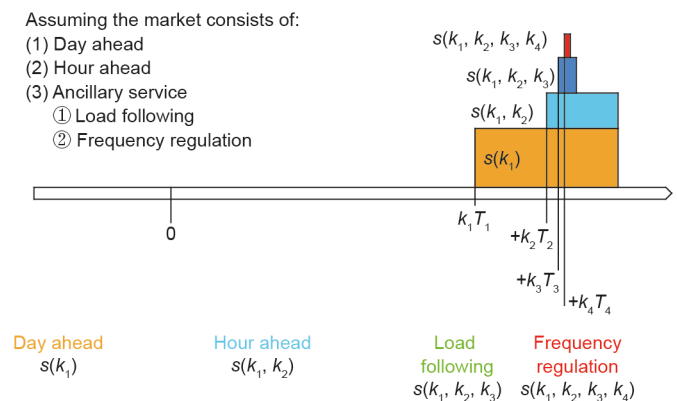 Assuming the market consists of:
(1) Day ahead
(2) Hour ahead
(3) Ancillary service
① Load following
② Frequency regulation
s(k₁, k₂, k₃, k₄)
s(k₁, k₂, k₃)
s(k₁, k₂)
s(k₁)
0
k₁T₁
+k₂T₂
+k₃T₃
+k₄T₄
Day ahead
s(k₁)
Hour ahead
s(k₁, k₂)
Load
following
s(k₁, k₂, k₃)
Frequency
regulation
s(k₁, k₂, k₃, k₄)